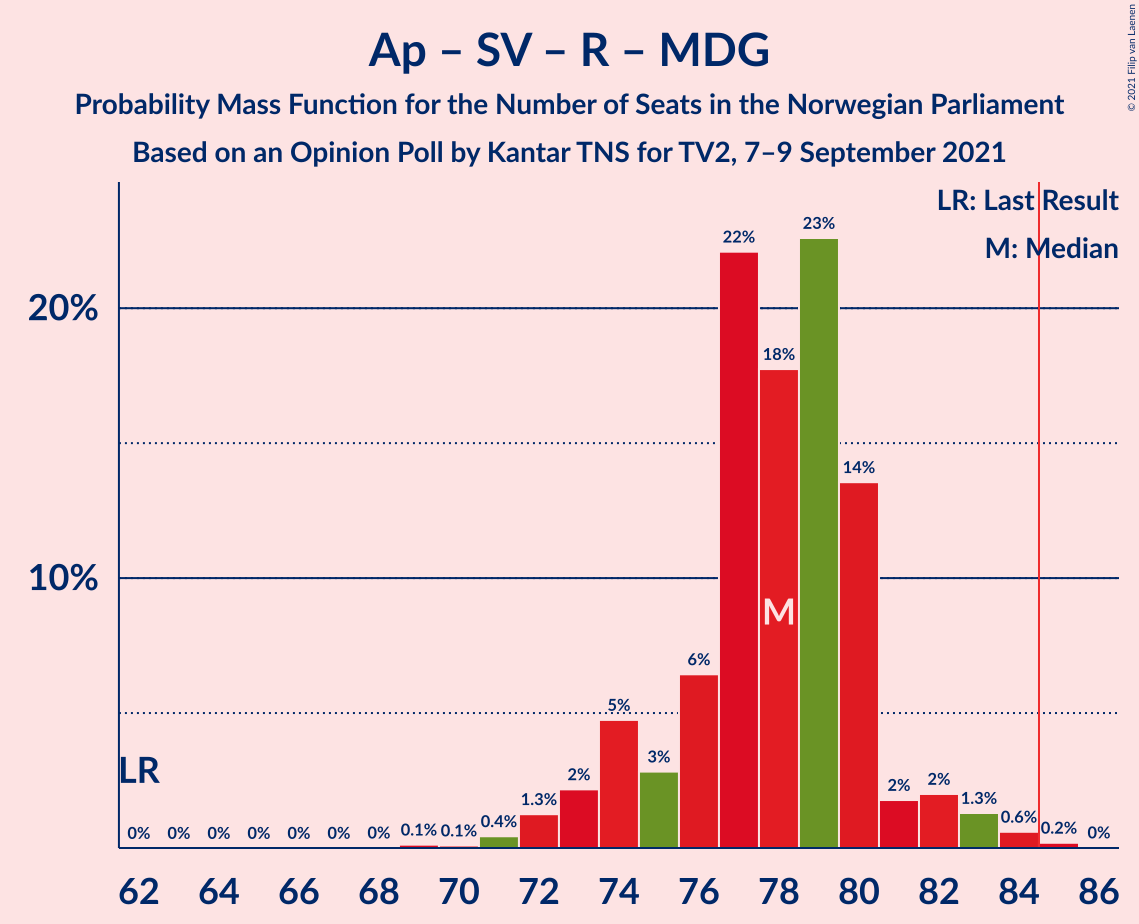 Ap – SV – R – MDG
Probability Mass Function for the Number of Seats in the Norwegian Parliament
Based on an Opinion Poll by Kantar TNS for TV2, 7–9 September 2021
© 2021 Filip van Laenen
LR: Last Result
M: Median
20%
10%
LR
M
0% 0% 0% 0% 0% 0% 0% 0.1% 0.1% 0.4% 1.3% 2% 5% 3% 6% 22% 18% 23% 14% 2% 2% 1.3% 0.6% 0.2% 0%
62 64 66 68 70 72 74 76 78 80 82 84 86